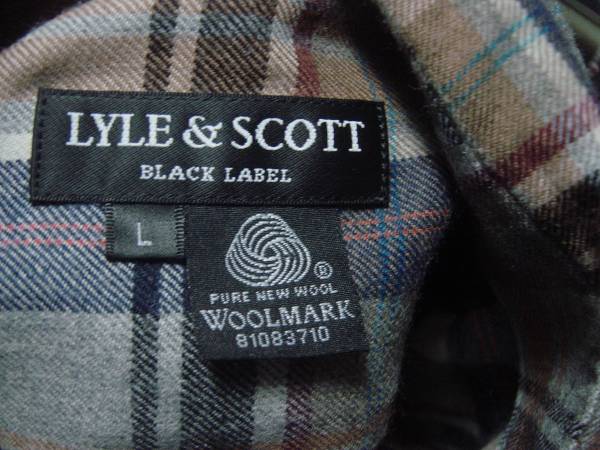 LYLE & SCOTT
BLACK LABEL
L
®
PURE NEW WOOL
WOOLMARK
81083710